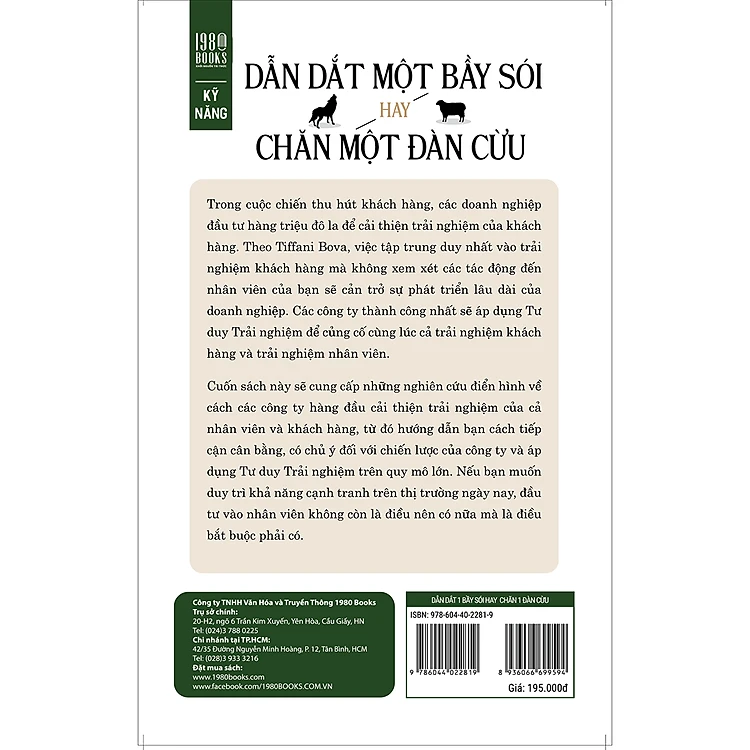 1980
BOOKS
KỸ
NĂNG
DẪN DẮT MỘT BẦY SÓI
HAY
CHĂN MỘT ĐÀN CỪU
Trong cuộc chiến thu hút khách hàng, các doanh nghiệp
đầu tư hàng triệu đô la để cải thiện trải nghiệm của khách
hàng. Theo Tiffani Bova, việc tập trung duy nhất vào trải
nghiệm khách hàng mà không xem xét các tác động đến
nhân viên của bạn sẽ cản trở sự phát triển lâu dài của
doanh nghiệp. Các công ty thành công nhất sẽ áp dụng Tư
duy Trải nghiệm để củng cố cùng lúc cả trải nghiệm khách
hàng và trải nghiệm nhân viên.
Cuốn sách này sẽ cung cấp những nghiên cứu điển hình về
cách các công ty hàng đầu cải thiện trải nghiệm của cả
nhân viên và khách hàng, từ đó hướng dẫn bạn cách tiếp
cận cân bằng, có chủ ý đối với chiến lược của công ty và áp
dụng Tư duy Trải nghiệm trên quy mô lớn. Nếu bạn muốn
duy trì khả năng cạnh tranh trên thị trường ngày nay, đầu
tư vào nhân viên không còn là điều nên có nữa mà là điều
bắt buộc phải có.
Công ty TNHH Văn Hóa và Truyền Thông 1980 Books
Trụ sở chính:
20-H2, ngõ 6 Trần Kim Xuyến, Yên Hòa, Cầu Giấy, HN
Tel: (024)3 788 0225
Chi nhánh tại TP.HCM:
42/35 Đường Nguyễn Minh Hoàng, P. 12, Tân Bình, HCM
Tel: (028)3 933 3216
Đặt mua sách:
www.1980books.com
www.facebook.com/1980BOOKS.COM.VN
DẪN DẮT 1 BẦY SÓI HAY CHĂN 1 ĐÀN CỪU
ISBN: 978-604-40-2281-9
9 786044 022819
8 936066 699594
Giá: 195.000đ